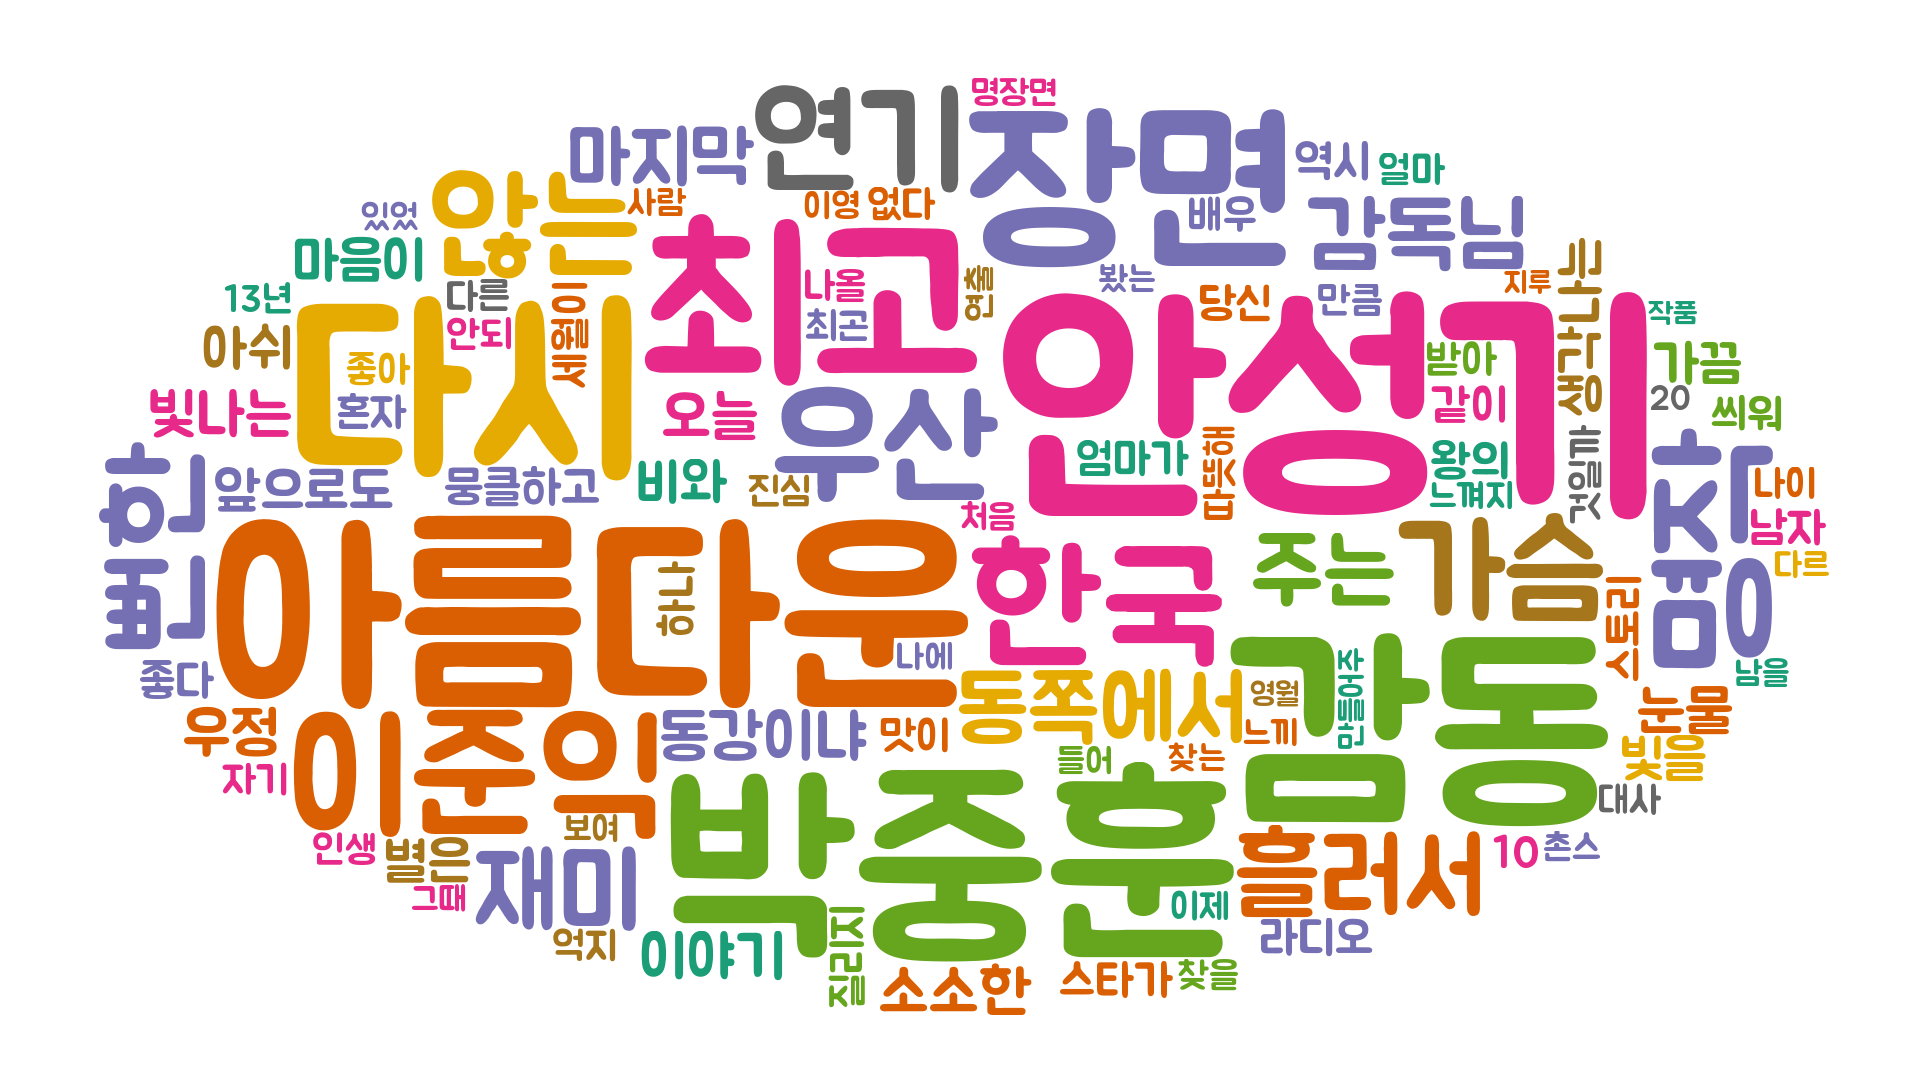 명장면
연기
장면
마지막
역시
얼마
않는
사람
이영
없다
배우
감독님
있었
마음이
최고
다른
세월이
나올
연출
봤는
당신
만큼
지루
생각나는
13년
아쉬
다시
안되
최곤
안성기
작품
좋아
받아
가끔
빛나는
혼자
오늘
우산
같이
20
씌워
뻔한
앞으로도
뭉클하고
비와
진심
엄마가
따뜻해
왕의
느껴지
것일까
명작
나이
처음
남자
아름다운
하나
한국
주는
가슴
다르
좋다
나에
스토리
남을
우정
이준익
동강이냐
맛이
동쪽에서
영월
느끼
만들어
감동
눈물
빛을
자기
들어
찾는
대사
인생
별은
보여
박중훈
흘러서
10
촌스
그때
재미
이제
억지
이야기
질리지
라디오
소소한
스타가
찾을